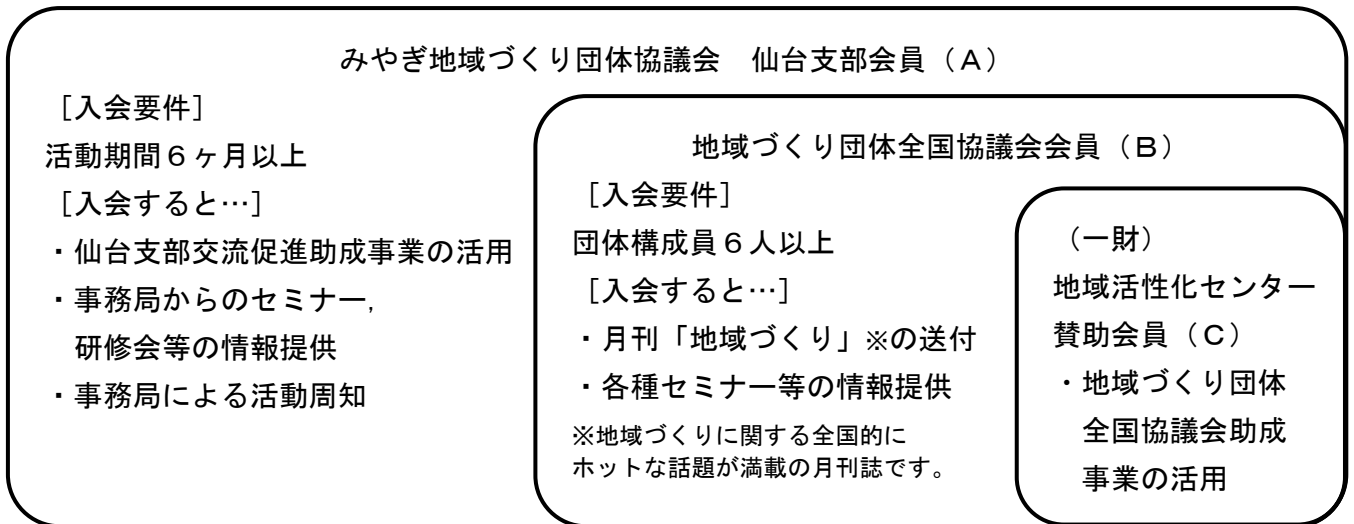 みやぎ地域づくり団体協議会　仙台支部会員（Ａ）
［入会要件］
活動期間６ヶ月以上
［入会すると…］
・仙台支部交流促進助成事業の活用
・事務局からのセミナー，
研修会等の情報提供
・事務局による活動周知
地域づくり団体全国協議会会員（Ｂ）
［入会要件］
団体構成員６人以上
［入会すると…］
・月刊「地域づくり」※の送付
・各種セミナー等の情報提供
※地域づくりに関する全国的に
ホットな話題が満載の月刊誌です。
（一財）
地域活性化センター
賛助会員（Ｃ）
・地域づくり団体
全国協議会助成
事業の活用